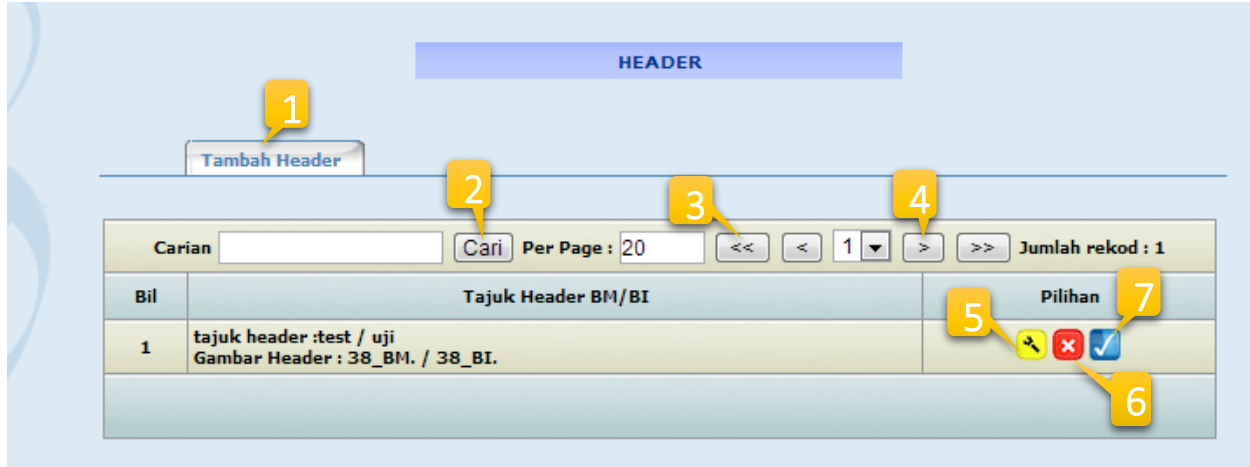 HEADER
1
Tambah Header
2
3
4
Carian Cari Per Page : 20 << < 1 > >> Jumlah rekod : 1
Bil Tajuk Header BM/BI Pilihan
7
5
1 tajuk header :test / uji
Gambar Header : 38_BM. / 38_BI.
6